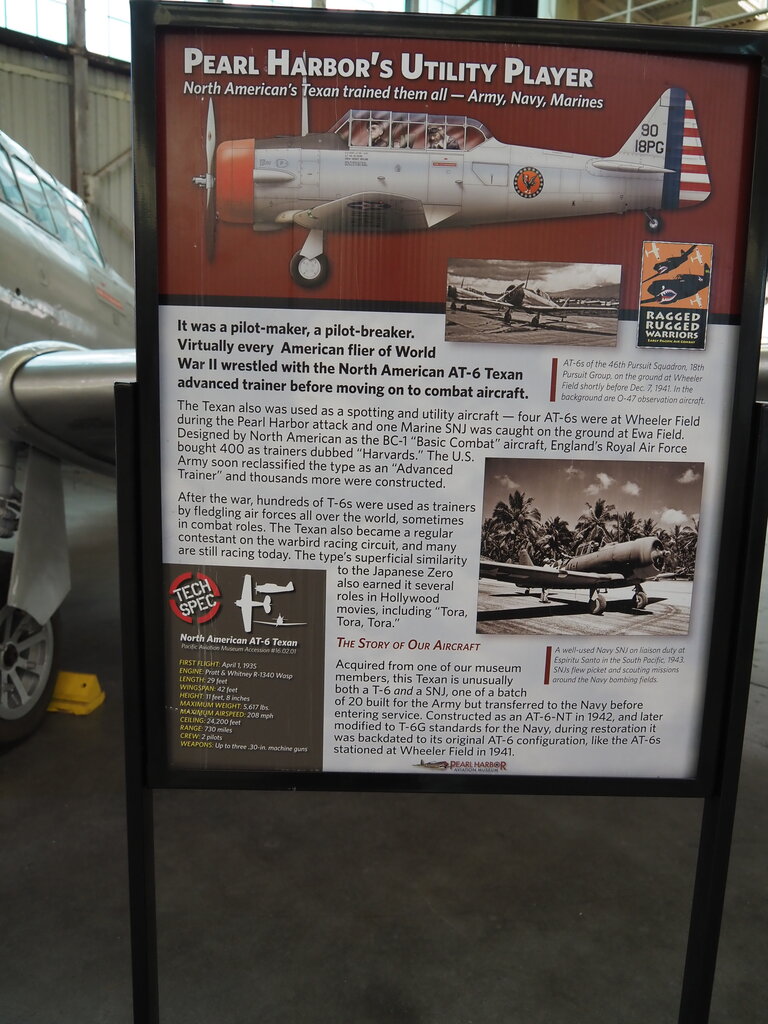 PEARL HARBOR'S UTILITY PLAYER
North American's Texan trained them all — Army, Navy, Marines
90
18PG
RAGGED
RUGGED
WARRIORS
EARLY PACIFIC AIR COMBAT
It was a pilot-maker, a pilot-breaker.
Virtually every American flier of World
War II wrestled with the North American AT-6 Texan
advanced trainer before moving on to combat aircraft.
AT-6s of the 46th Pursuit Squadron, 18th
Pursuit Group, on the ground at Wheeler
Field shortly before Dec. 7, 1941. In the
background are O-47 observation aircraft.
The Texan also was used as a spotting and utility aircraft — four AT-6s were at Wheeler Field
during the Pearl Harbor attack and one Marine SNJ was caught on the ground at Ewa Field.
Designed by North American as the BC-1 "Basic Combat" aircraft, England's Royal Air Force
bought 400 as trainers dubbed "Harvards." The U.S.
Army soon reclassified the type as an "Advanced
Trainer" and thousands more were constructed.
After the war, hundreds of T-6s were used as trainers
by fledgling air forces all over the world, sometimes
in combat roles. The Texan also became a regular
contestant on the warbird racing circuit, and many
are still racing today. The type's superficial similarity
to the Japanese Zero
also earned it several
roles in Hollywood
movies, including "Tora,
Tora, Tora."
TECH
SPEC
North American AT-6 Texan
Pacific Aviation Museum Accession #16.02.01
FIRST FLIGHT: April 1, 1935
ENGINE: Pratt & Whitney R-1340 Wasp
LENGTH: 29 feet
WINGSPAN: 42 feet
HEIGHT: 11 feet, 8 inches
MAXIMUM WEIGHT: 5,617 lbs.
MAXIMUM AIRSPEED: 208 mph
CEILING: 24,200 feet
RANGE: 730 miles
CREW: 2 pilots
WEAPONS: Up to three .30-in. machine guns
THE STORY OF OUR AIRCRAFT
Acquired from one of our museum
members, this Texan is unusually
both a T-6 and a SNJ, one of a batch
of 20 built for the Army but transferred to the Navy before
entering service. Constructed as an AT-6-NT in 1942, and later
modified to T-6G standards for the Navy, during restoration it
was backdated to its original AT-6 configuration, like the AT-6s
stationed at Wheeler Field in 1941.
A well-used Navy SNJ on liaison duty at
Espiritu Santo in the South Pacific, 1943.
SNJs flew picket and scouting missions
around the Navy bombing fields.
PEARL HARBOR
AVIATION MUSEUM